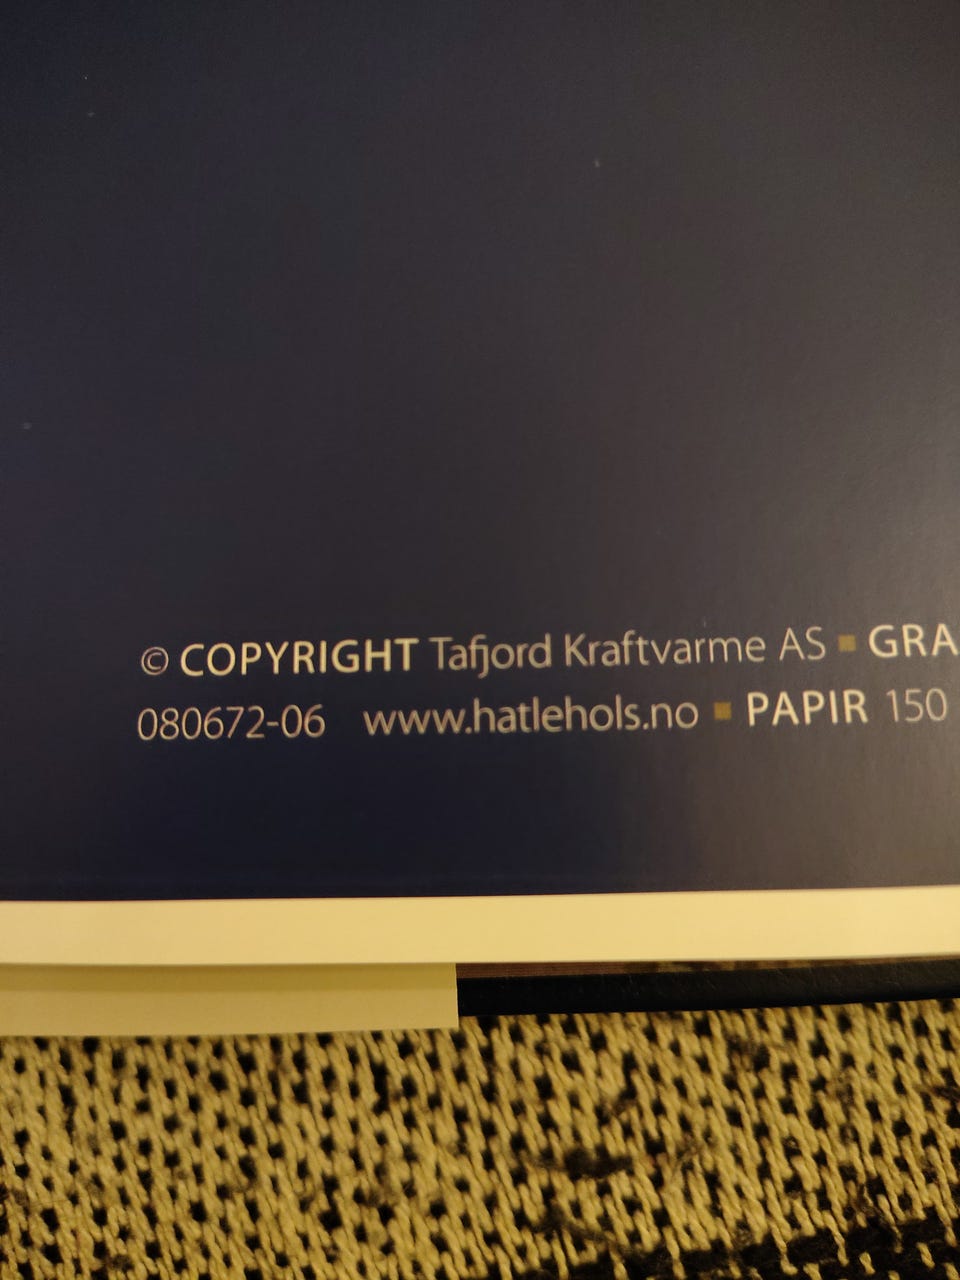 © COPYRIGHT Tafjord Kraftvarme AS ▪ GRA
080672-06 www.hatlehols.no ▪ PAPIR 150